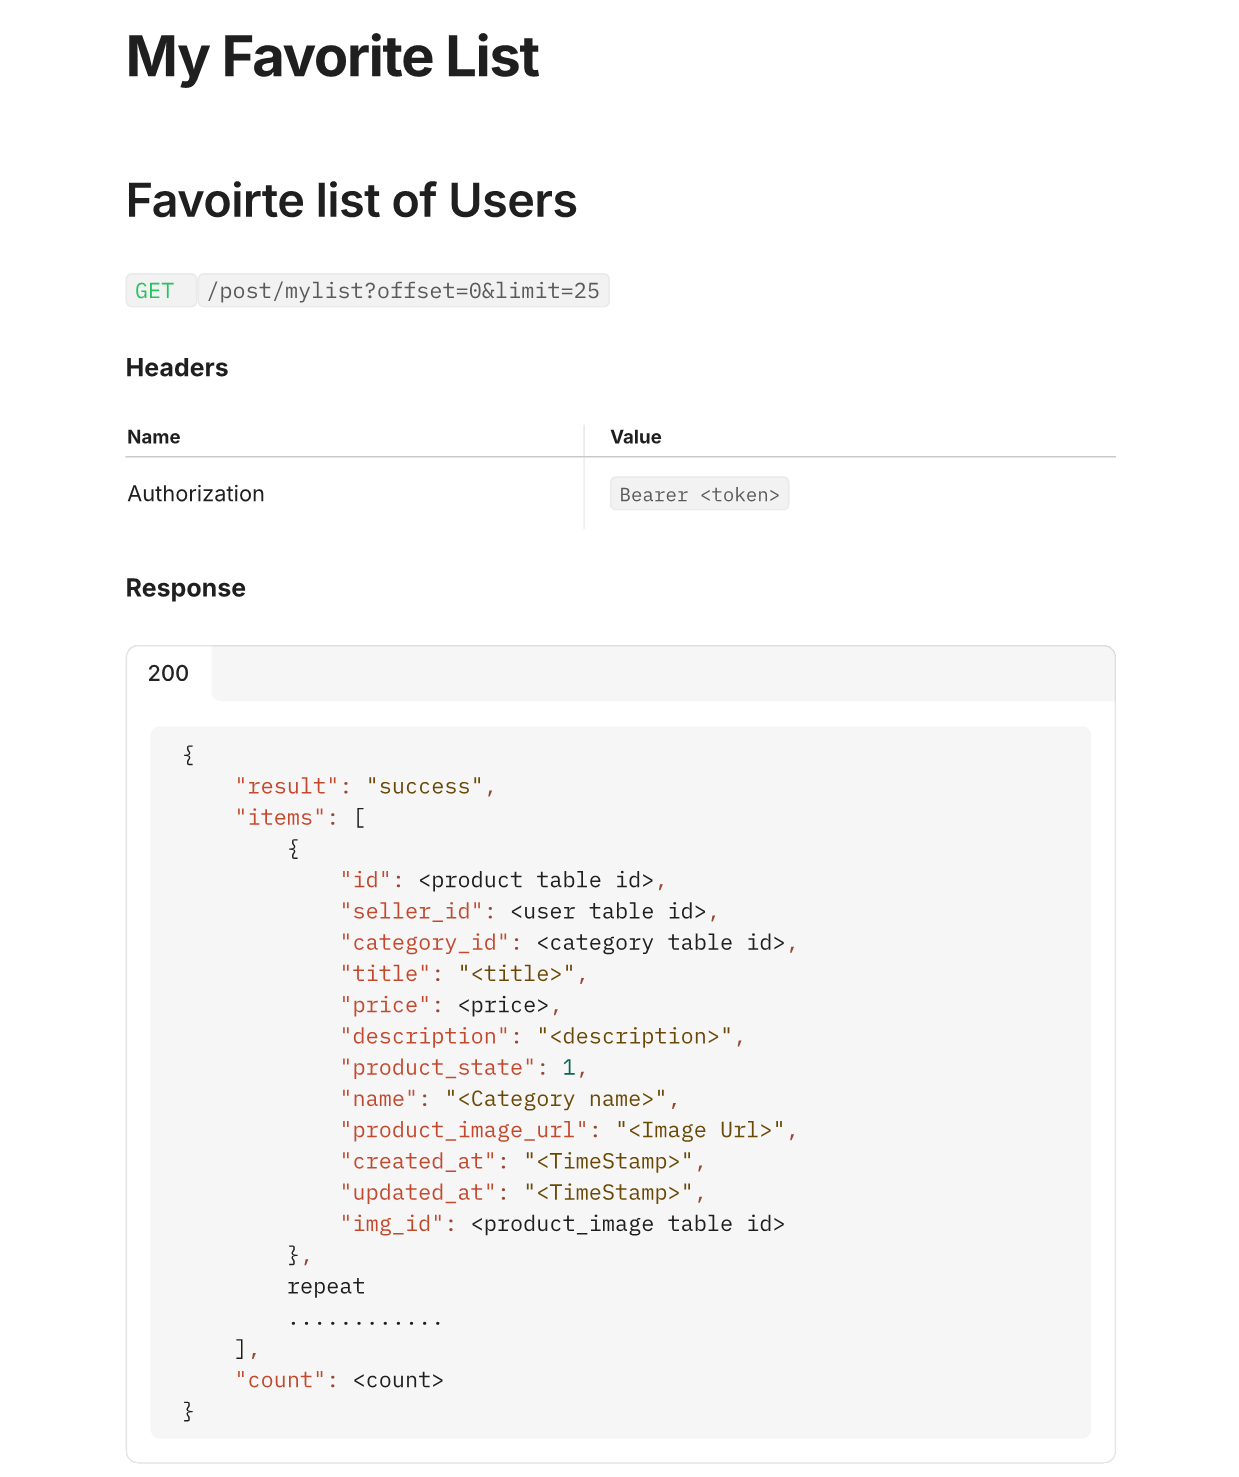 My Favorite List
Favoirte list of Users
GET /post/mylist?offset=0&limit=25
Headers
Name Value
Authorization Bearer <token>
Response
200
{
    "result": "success",
    "items": [
        {
            "id": <product table id>,
            "seller_id": <user table id>,
            "category_id": <category table id>,
            "title": "<title>",
            "price": <price>,
            "description": "<description>",
            "product_state": 1,
            "name": "<Category name>",
            "product_image_url": "<Image Url>",
            "created_at": "<TimeStamp>",
            "updated_at": "<TimeStamp>",
            "img_id": <product_image table id>
        },
        repeat
        ............
    ],
    "count": <count>
}